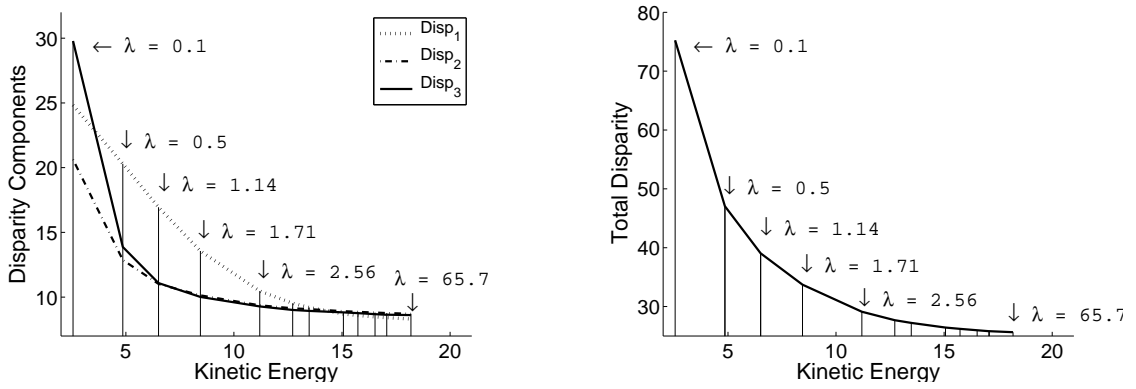 Disparity Components
30
25
20
15
10
5
10
15
20
Kinetic Energy
← λ = 0.1
↓ λ = 0.5
↓ λ = 1.14
↓ λ = 1.71
↓ λ = 2.56
λ = 65.7
↓
Disp1
Disp2
Disp3
Total Disparity
80
70
60
50
40
30
5
10
15
20
Kinetic Energy
← λ = 0.1
↓ λ = 0.5
↓ λ = 1.14
↓ λ = 1.71
↓ λ = 2.56
↓ λ = 65.7